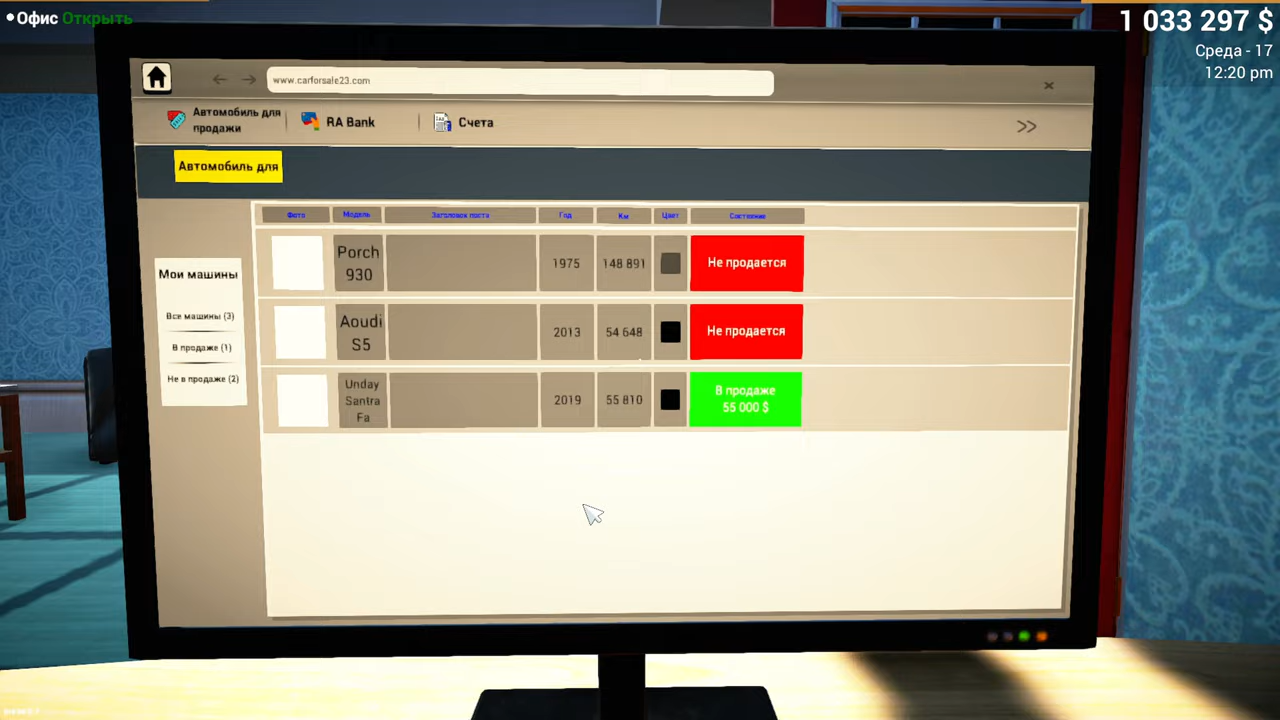 •Офис Открыть
1 033 297 $
Среда - 17
12:20 pm
www.carforsale23.com
Автомобиль для
продажи
RA Bank
Счета
>>
Автомобиль для
Фото Модель Заголовок поста Год Км Цвет Состояние
Мои машины
Все машины (3)
В продаже (1)
Не в продаже (2)
Porch
930
1975
148 891
Не продается
Aoudi
S5
2013
54 648
Не продается
Unday
Santra
Fa
2019
55 810
В продаже
55 000 $